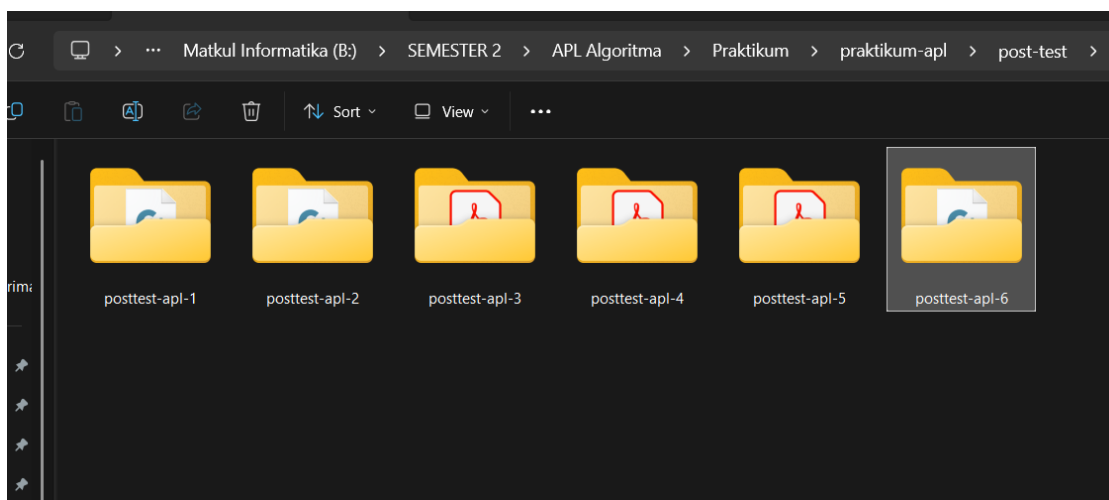 ··· Matkul Informatika (B:) > SEMESTER 2 > APL Algoritma > Praktikum > praktikum-apl > post-test >
Sort View ···
posttest-apl-1 posttest-apl-2 posttest-apl-3 posttest-apl-4 posttest-apl-5 posttest-apl-6